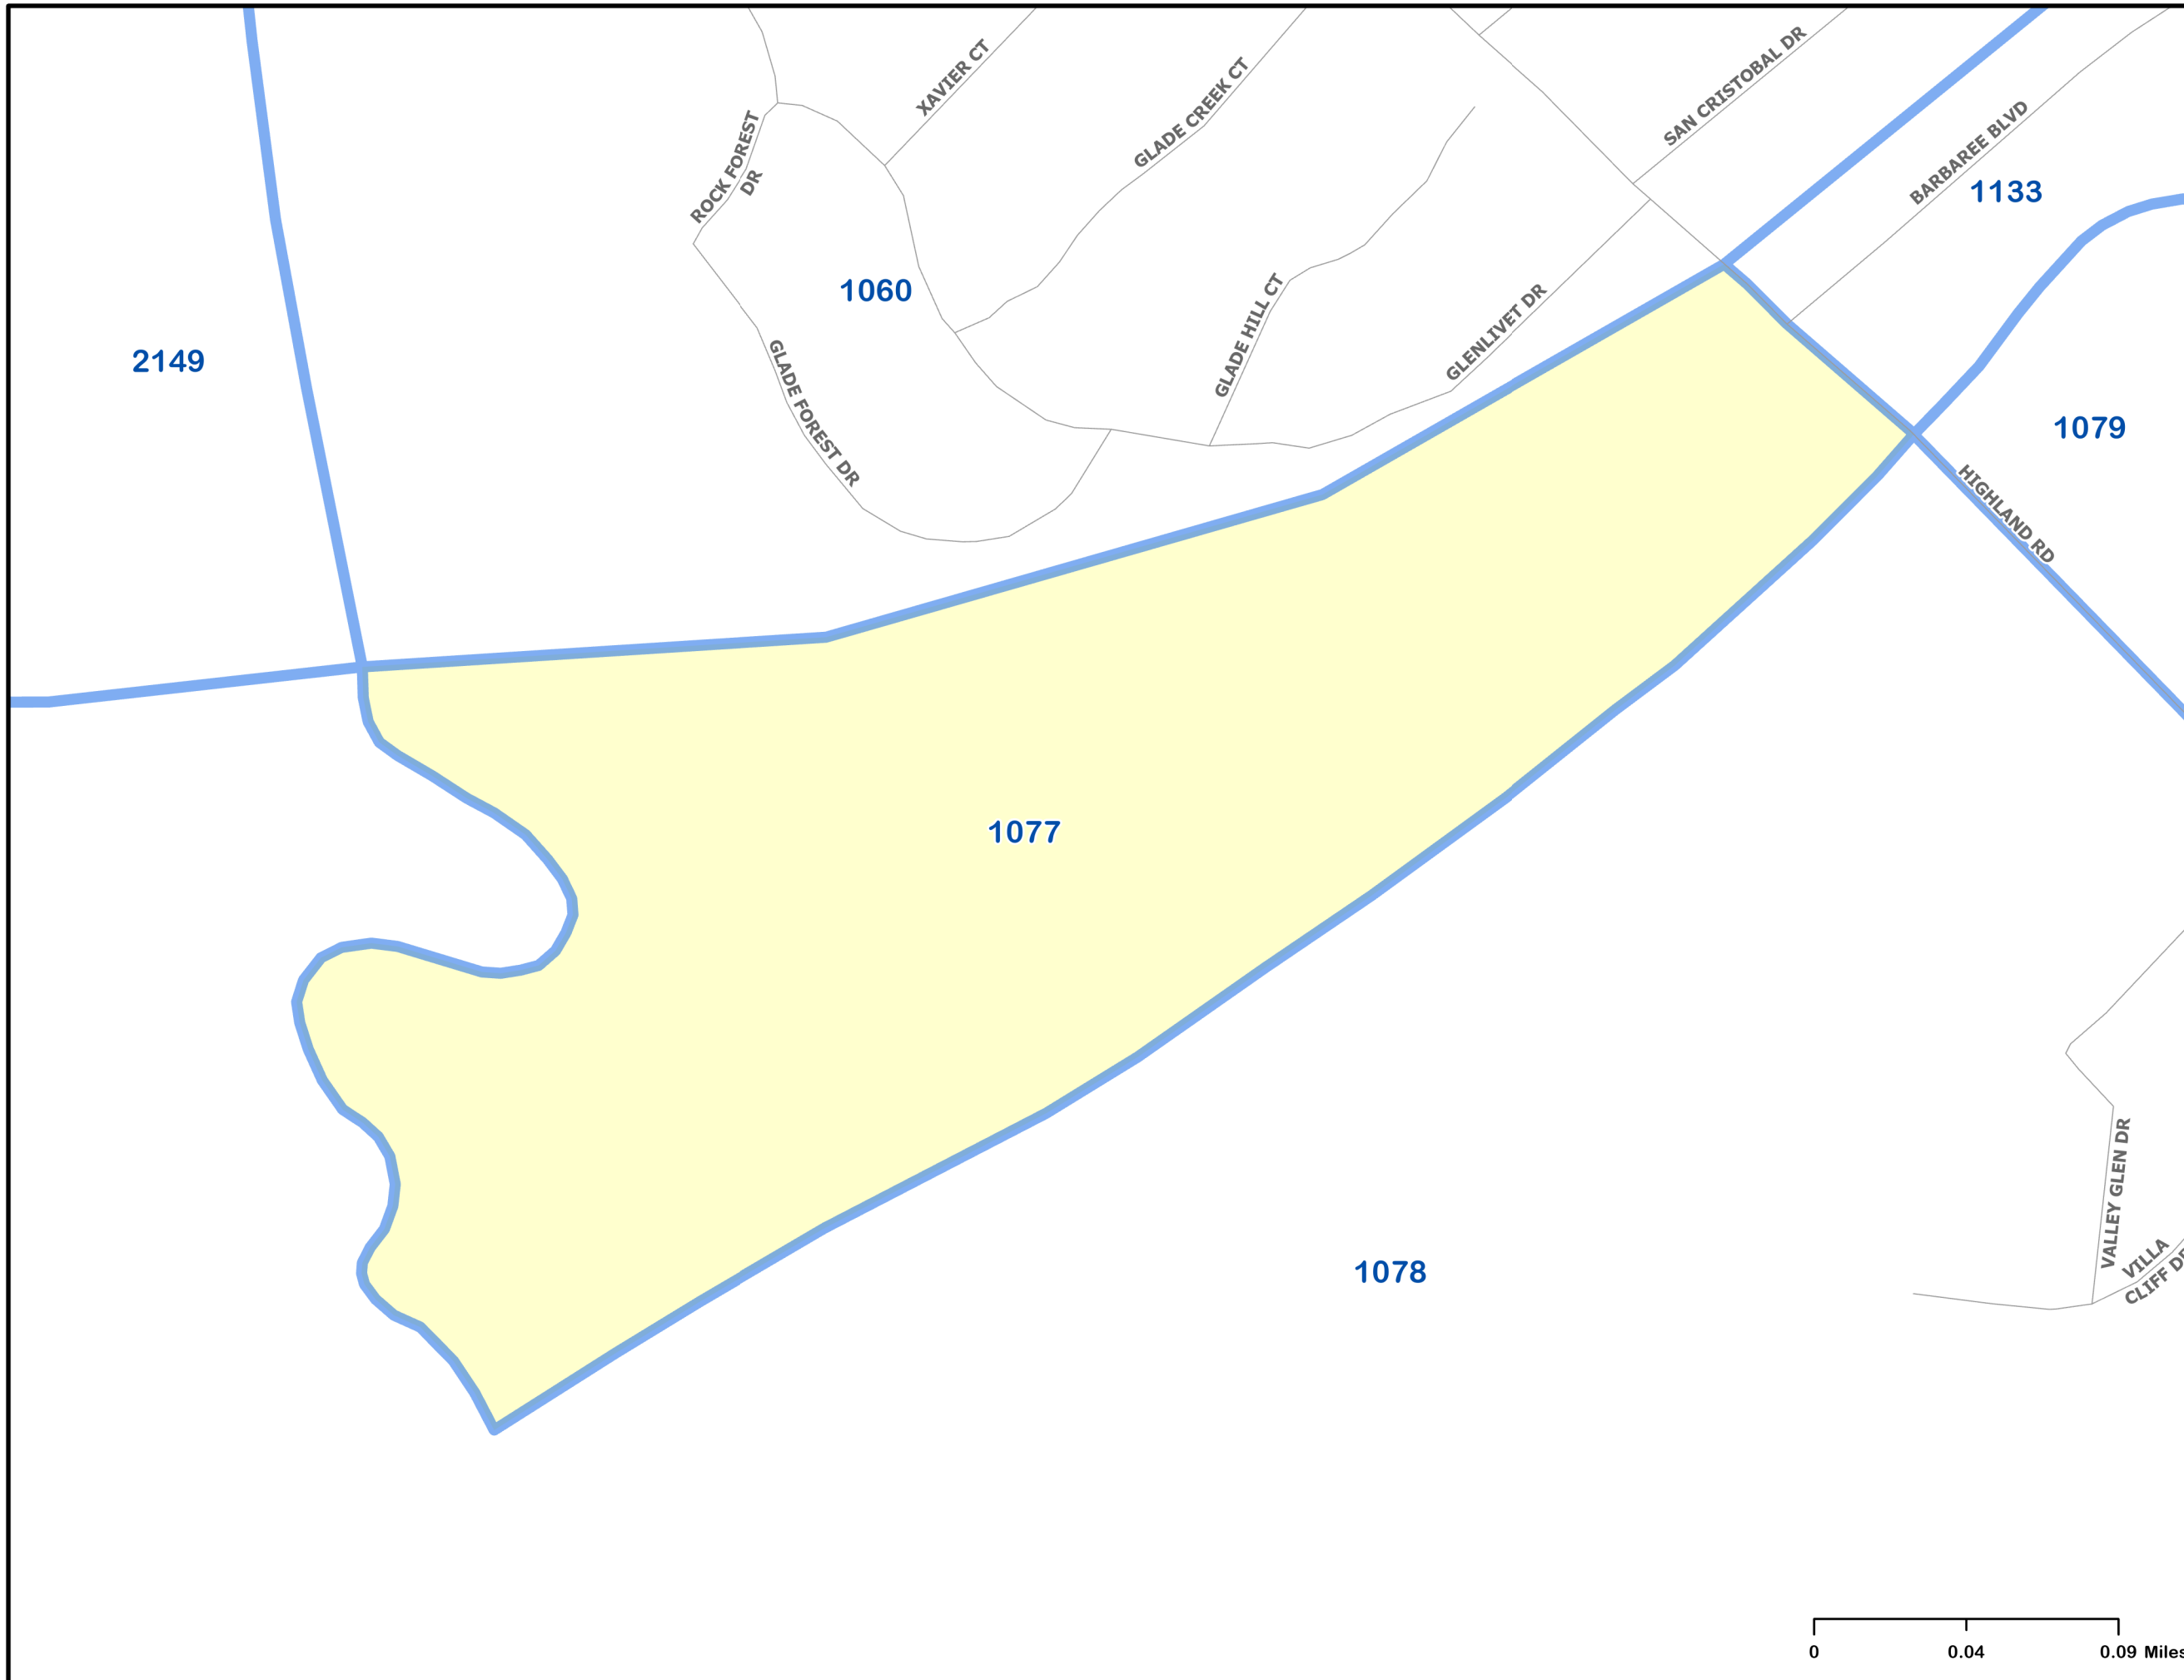 XAVIER CT
GLADE CREEK CT
SAN CRISTOBAL DR
BARBAREE BLVD
ROCK FOREST
DR
1133
1060
2149
GLADE HILL CT
GLENLIVET DR
GLADE FOREST DR
1079
HIGHLAND RD
1077
VALLEY GLEN DR
VILLA
CLIFF DR
1078
0 0.04 0.09 Miles